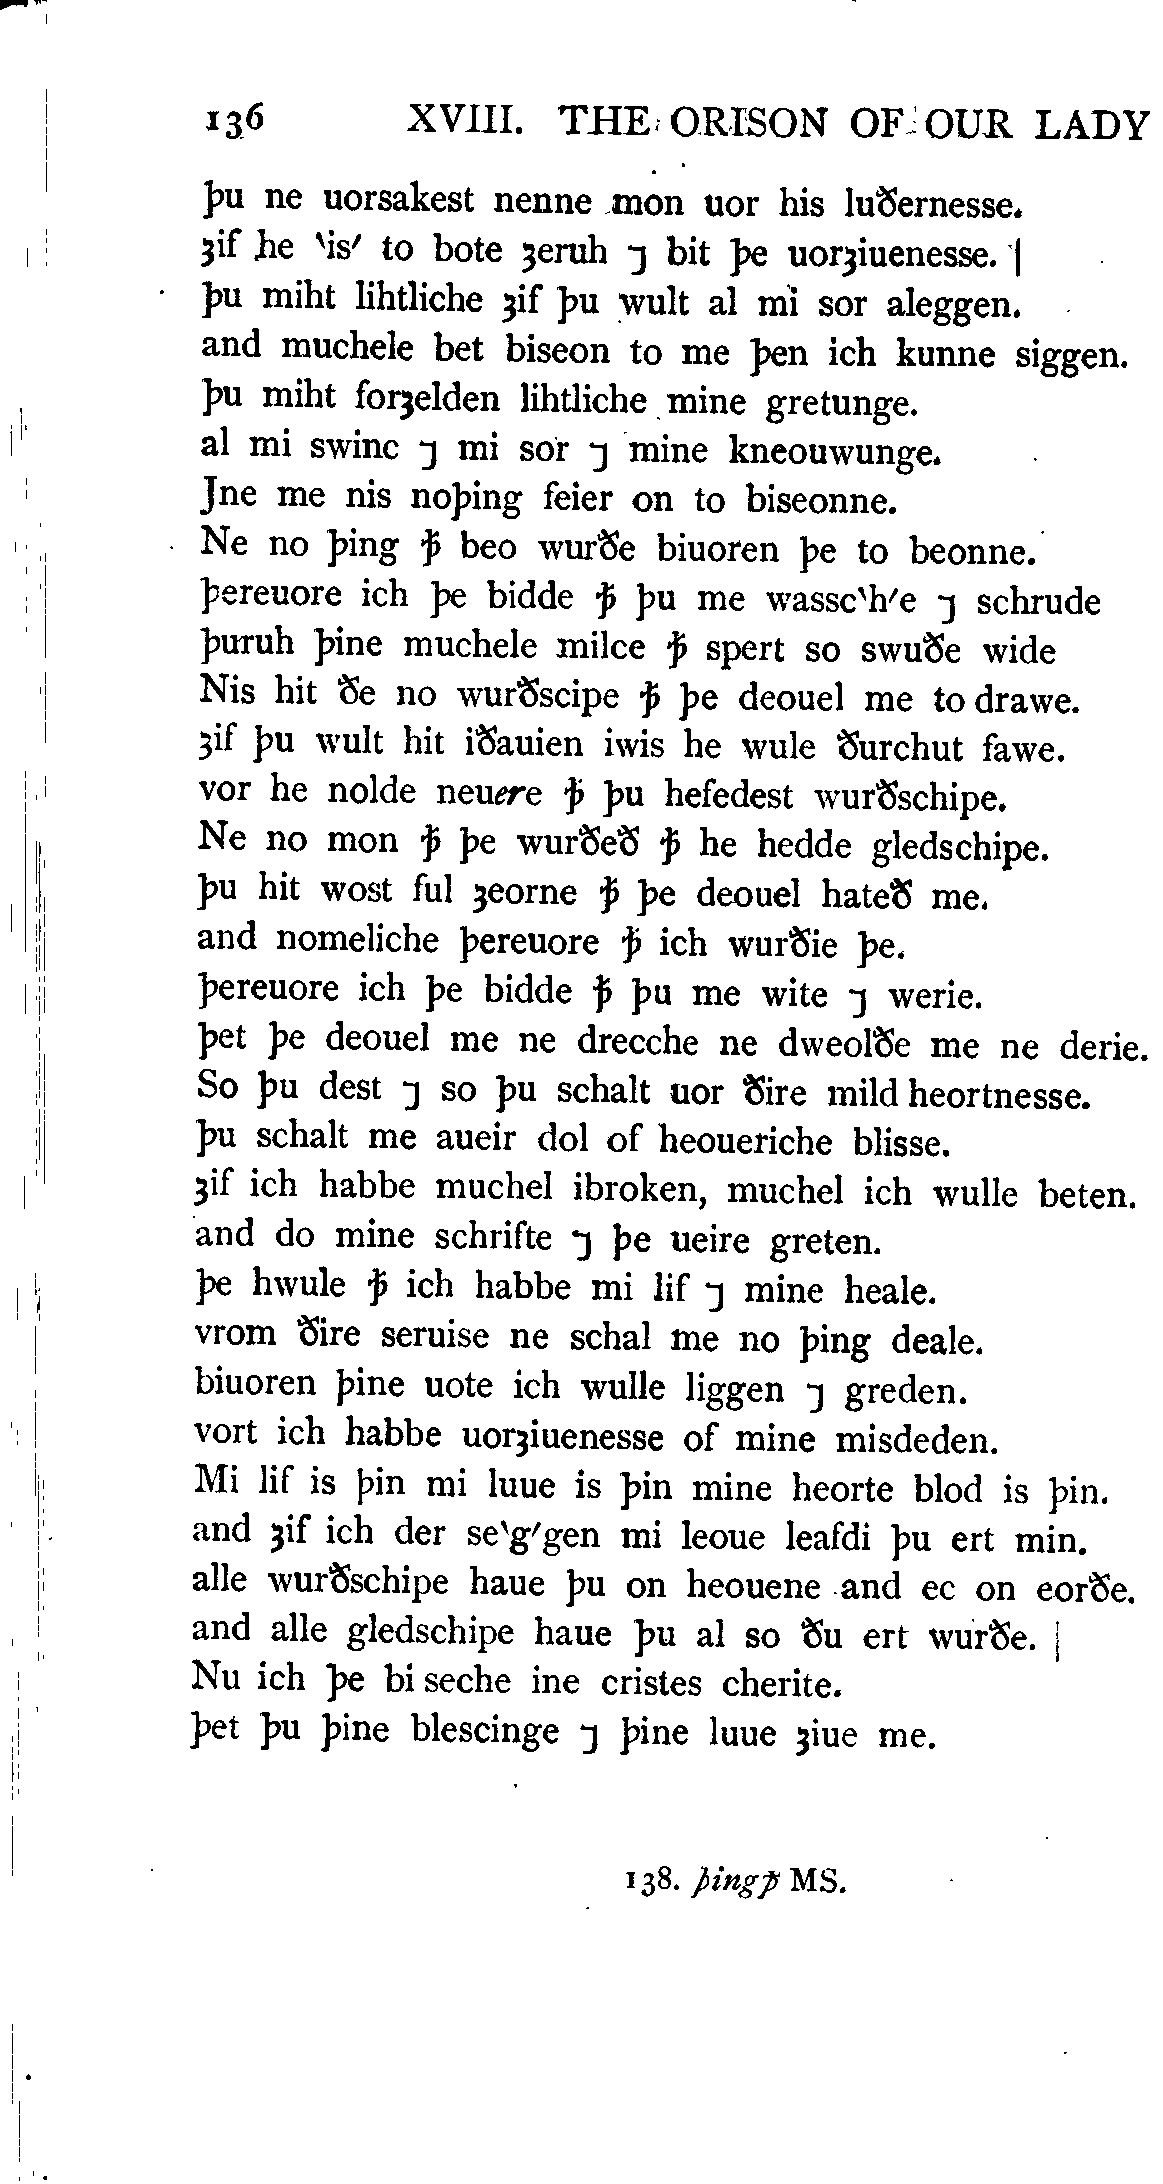 136 XVIII. THE ORISON OF OUR LADY
þu ne uorsakest nenne mon uor his luðernesse.
ȝif he ‵is′ to bote ȝeruh ⁊ bit þe uorȝiuenesse. |
þu miht lihtliche ȝif þu wult al mi sor aleggen.
and muchele bet biseon to me þen ich kunne siggen.
þu miht forȝelden lihtliche mine gretunge.
al mi swinc ⁊ mi sor ⁊ mine kneouwunge.
Jne me nis noþing feier on to biseonne.
Ne no þing ꝥ beo wurðe biuoren þe to beonne.
þereuore ich þe bidde ꝥ þu me wassc‵h′e ⁊ schrude
þuruh þine muchele milce ꝥ spert so swuðe wide
Nis hit ðe no wurðscipe ꝥ þe deouel me to drawe.
ȝif þu wult hit iðauien iwis he wule ðurchut fawe.
vor he nolde neuere ꝥ þu hefedest wurðschipe.
Ne no mon ꝥ þe wurðeð ꝥ he hedde gledschipe.
þu hit wost ful ȝeorne ꝥ þe deouel hateð me.
and nomeliche þereuore ꝥ ich wurðie þe.
þereuore ich þe bidde ꝥ þu me wite ⁊ werie.
þet þe deouel me ne drecche ne dweolðe me ne derie.
So þu dest ⁊ so þu schalt uor ðire mild heortnesse.
þu schalt me aueir dol of heoueriche blisse.
ȝif ich habbe muchel ibroken, muchel ich wulle beten.
and do mine schrifte ⁊ þe ueire greten.
þe hwule ꝥ ich habbe mi lif ⁊ mine heale.
vrom ðire seruise ne schal me no þing deale.
biuoren þine uote ich wulle liggen ⁊ greden.
vort ich habbe uorȝiuenesse of mine misdeden.
Mi lif is þin mi luue is þin mine heorte blod is þin.
and ȝif ich der se‵g′gen mi leoue leafdi þu ert min.
alle wurðschipe haue þu on heouene and ec on eorðe.
and alle gledschipe haue þu al so ðu ert wurðe. |
Nu ich þe bi seche ine cristes cherite.
þet þu þine blescinge ⁊ þine luue ȝiue me.
138. þingꝥ MS.